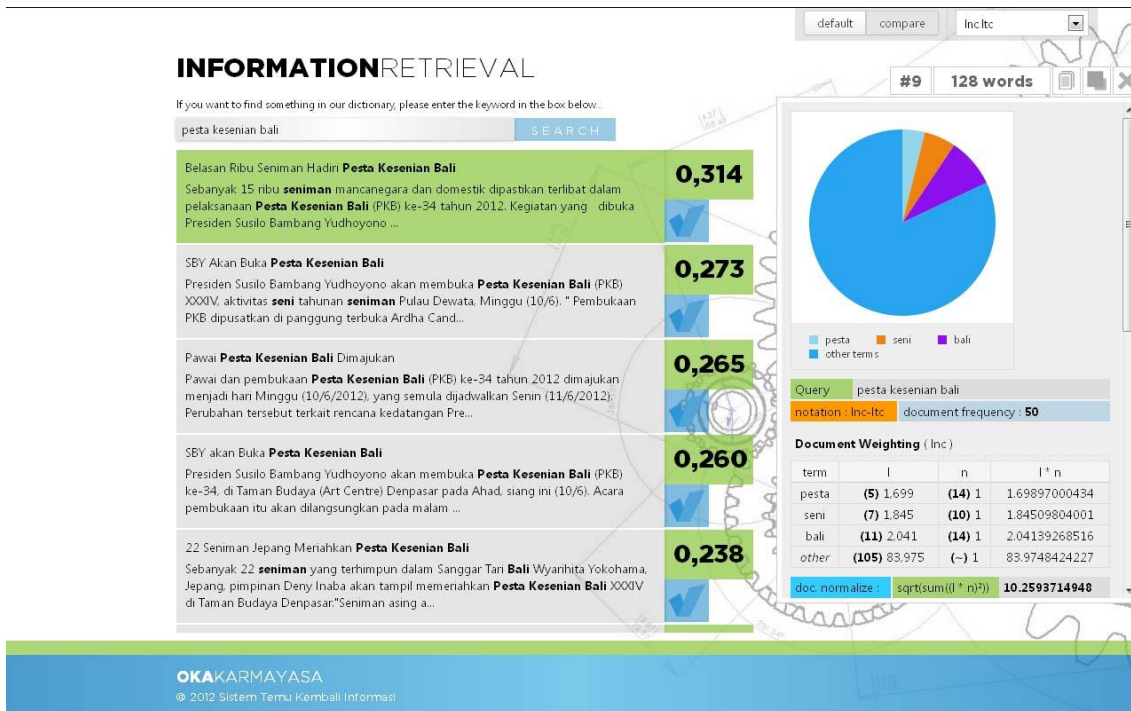 default compare lnc.ltc
INFORMATIONRETRIEVAL
#9 128 words
If you want to find something in our dictionary, please enter the keyword in the box below...
pesta kesenian bali SEARCH
Belasan Ribu Seniman Hadiri Pesta Kesenian Bali
0,314
Sebanyak 15 ribu seniman mancanegara dan domestik dipastikan terlibat dalam
pelaksanaan Pesta Kesenian Bali (PKB) ke-34 tahun 2012. Kegiatan yang dibuka
Presiden Susilo Bambang Yudhoyono ...
SBY Akan Buka Pesta Kesenian Bali
0,273
Presiden Susilo Bambang Yudhoyono akan membuka Pesta Kesenian Bali (PKB)
XXXIV, aktivitas seni tahunan seniman Pulau Dewata, Minggu (10/6). " Pembukaan
PKB dipusatkan di panggung terbuka Ardha Cand...
Pawai Pesta Kesenian Bali Dimajukan
0,265
Pawai dan pembukaan Pesta Kesenian Bali (PKB) ke-34 tahun 2012 dimajukan
menjadi hari Minggu (10/6/2012), yang semula dijadwalkan Senin (11/6/2012).
Perubahan tersebut terkait rencana kedatangan Pre...
SBY akan Buka Pesta Kesenian Bali
0,260
Presiden Susilo Bambang Yudhoyono akan membuka Pesta Kesenian Bali (PKB)
ke-34, di Taman Budaya (Art Centre) Denpasar pada Ahad, siang ini (10/6). Acara
pembukaan itu akan dilangsungkan pada malam ...
22 Seniman Jepang Meriahkan Pesta Kesenian Bali
0,238
Sebanyak 22 seniman yang terhimpun dalam Sanggar Tari Bali Wyarihita Yokohama,
Jepang, pimpinan Deny Inaba akan tampil memeriahkan Pesta Kesenian Bali XXXIV
di Taman Budaya Denpasar."Seniman asing a...
pesta seni bali
other terms
Query pesta kesenian bali
notation : lnc-ltc document frequency : 50
Document Weighting ( lnc )
term l n l * n
pesta (5) 1,699 (14) 1 1.69897000434
seni (7) 1,845 (10) 1 1.84509804001
bali (11) 2.041 (14) 1 2.04139268516
other (105) 83,975 (~) 1 83.9748424227
doc. normalize : sqrt(sum((l * n)²)) 10.2593714948
OKAKARMAYASA
© 2012 Sistem Temu Kembali Informasi